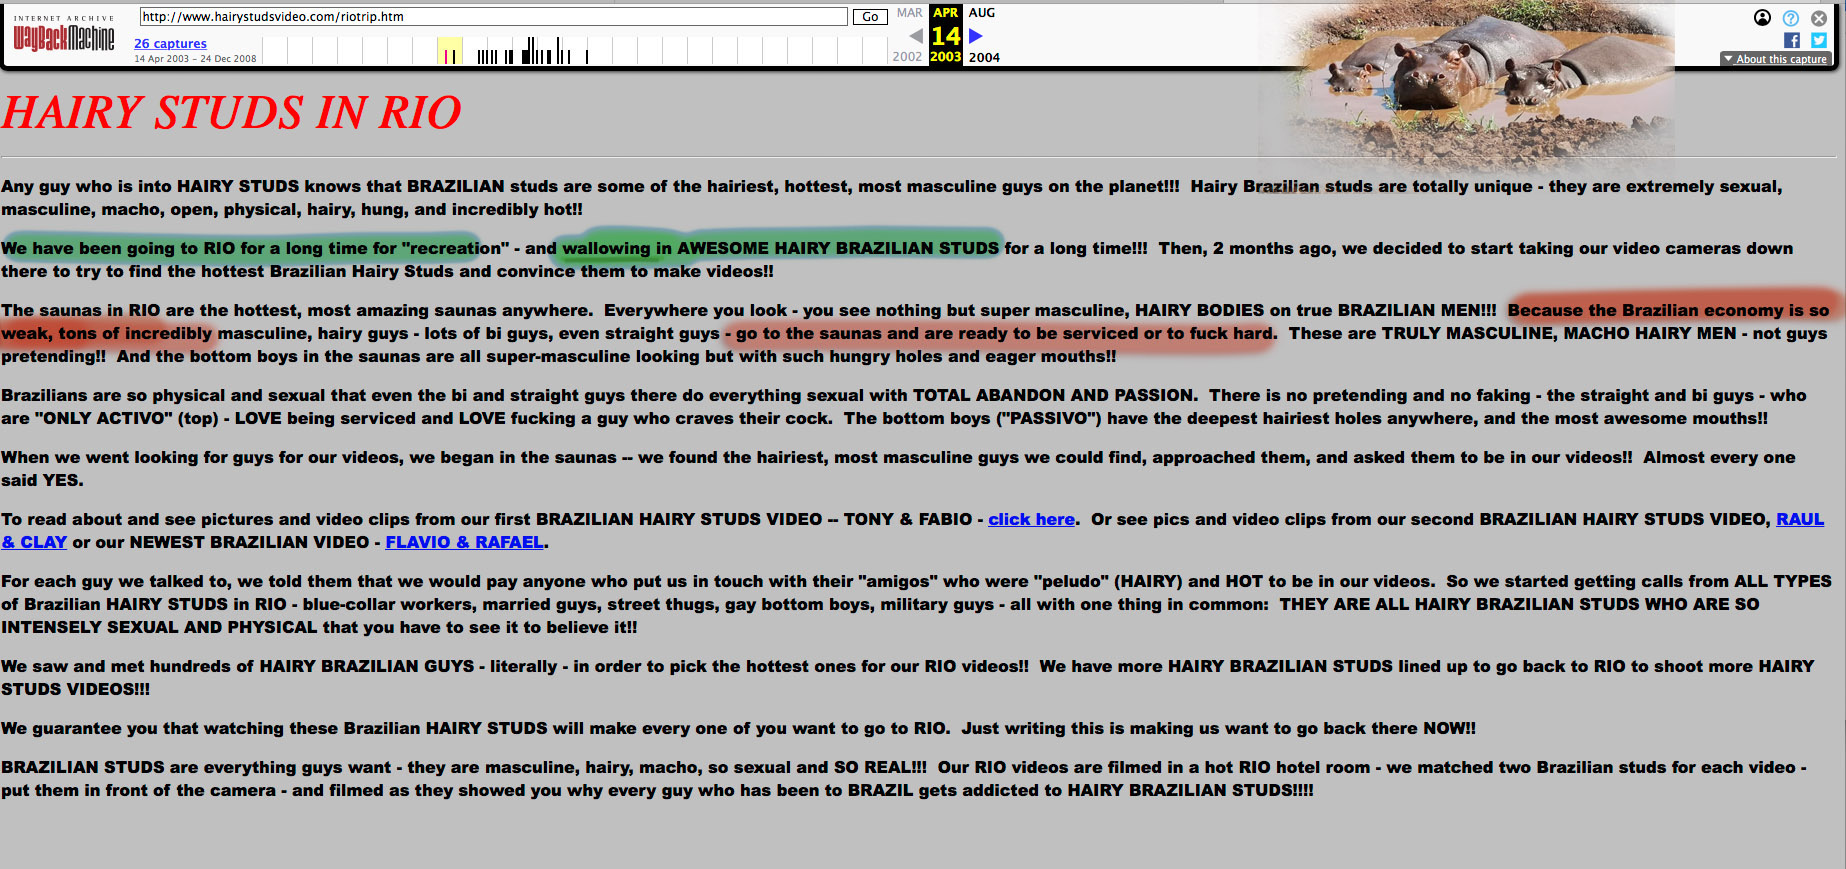 INTERNET ARCHIVE
WayBackMachine
http://www.hairystudsvideo.com/riotrip.htm
Go
26 captures
14 Apr 2003 – 24 Dec 2008
MAR APR AUG
14
2002 2003 2004
About this capture
HAIRY STUDS IN RIO
Any guy who is into HAIRY STUDS knows that BRAZILIAN studs are some of the hairiest, hottest, most masculine guys on the planet!!! Hairy Brazilian studs are totally unique - they are extremely sexual,
masculine, macho, open, physical, hairy, hung, and incredibly hot!!
We have been going to RIO for a long time for "recreation" - and wallowing in AWESOME HAIRY BRAZILIAN STUDS for a long time!!! Then, 2 months ago, we decided to start taking our video cameras down
there to try to find the hottest Brazilian Hairy Studs and convince them to make videos!!
The saunas in RIO are the hottest, most amazing saunas anywhere. Everywhere you look - you see nothing but super masculine, HAIRY BODIES on true BRAZILIAN MEN!!! Because the Brazilian economy is so
weak, tons of incredibly masculine, hairy guys - lots of bi guys, even straight guys - go to the saunas and are ready to be serviced or to fuck hard. These are TRULY MASCULINE, MACHO HAIRY MEN - not guys
pretending!! And the bottom boys in the saunas are all super-masculine looking but with such hungry holes and eager mouths!!
Brazilians are so physical and sexual that even the bi and straight guys there do everything sexual with TOTAL ABANDON AND PASSION. There is no pretending and no faking - the straight and bi guys - who
are "ONLY ACTIVO" (top) - LOVE being serviced and LOVE fucking a guy who craves their cock. The bottom boys ("PASSIVO") have the deepest hairiest holes anywhere, and the most awesome mouths!!
When we went looking for guys for our videos, we began in the saunas -- we found the hairiest, most masculine guys we could find, approached them, and asked them to be in our videos!! Almost every one
said YES.
To read about and see pictures and video clips from our first BRAZILIAN HAIRY STUDS VIDEO -- TONY & FABIO - click here. Or see pics and video clips from our second BRAZILIAN HAIRY STUDS VIDEO, RAUL
& CLAY or our NEWEST BRAZILIAN VIDEO - FLAVIO & RAFAEL.
For each guy we talked to, we told them that we would pay anyone who put us in touch with their "amigos" who were "peludo" (HAIRY) and HOT to be in our videos. So we started getting calls from ALL TYPES
of Brazilian HAIRY STUDS in RIO - blue-collar workers, married guys, street thugs, gay bottom boys, military guys - all with one thing in common: THEY ARE ALL HAIRY BRAZILIAN STUDS WHO ARE SO
INTENSELY SEXUAL AND PHYSICAL that you have to see it to believe it!!
We saw and met hundreds of HAIRY BRAZILIAN GUYS - literally - in order to pick the hottest ones for our RIO videos!! We have more HAIRY BRAZILIAN STUDS lined up to go back to RIO to shoot more HAIRY
STUDS VIDEOS!!!
We guarantee you that watching these Brazilian HAIRY STUDS will make every one of you want to go to RIO. Just writing this is making us want to go back there NOW!!
BRAZILIAN STUDS are everything guys want - they are masculine, hairy, macho, so sexual and SO REAL!!! Our RIO videos are filmed in a hot RIO hotel room - we matched two Brazilian studs for each video -
put them in front of the camera - and filmed as they showed you why every guy who has been to BRAZIL gets addicted to HAIRY BRAZILIAN STUDS!!!!